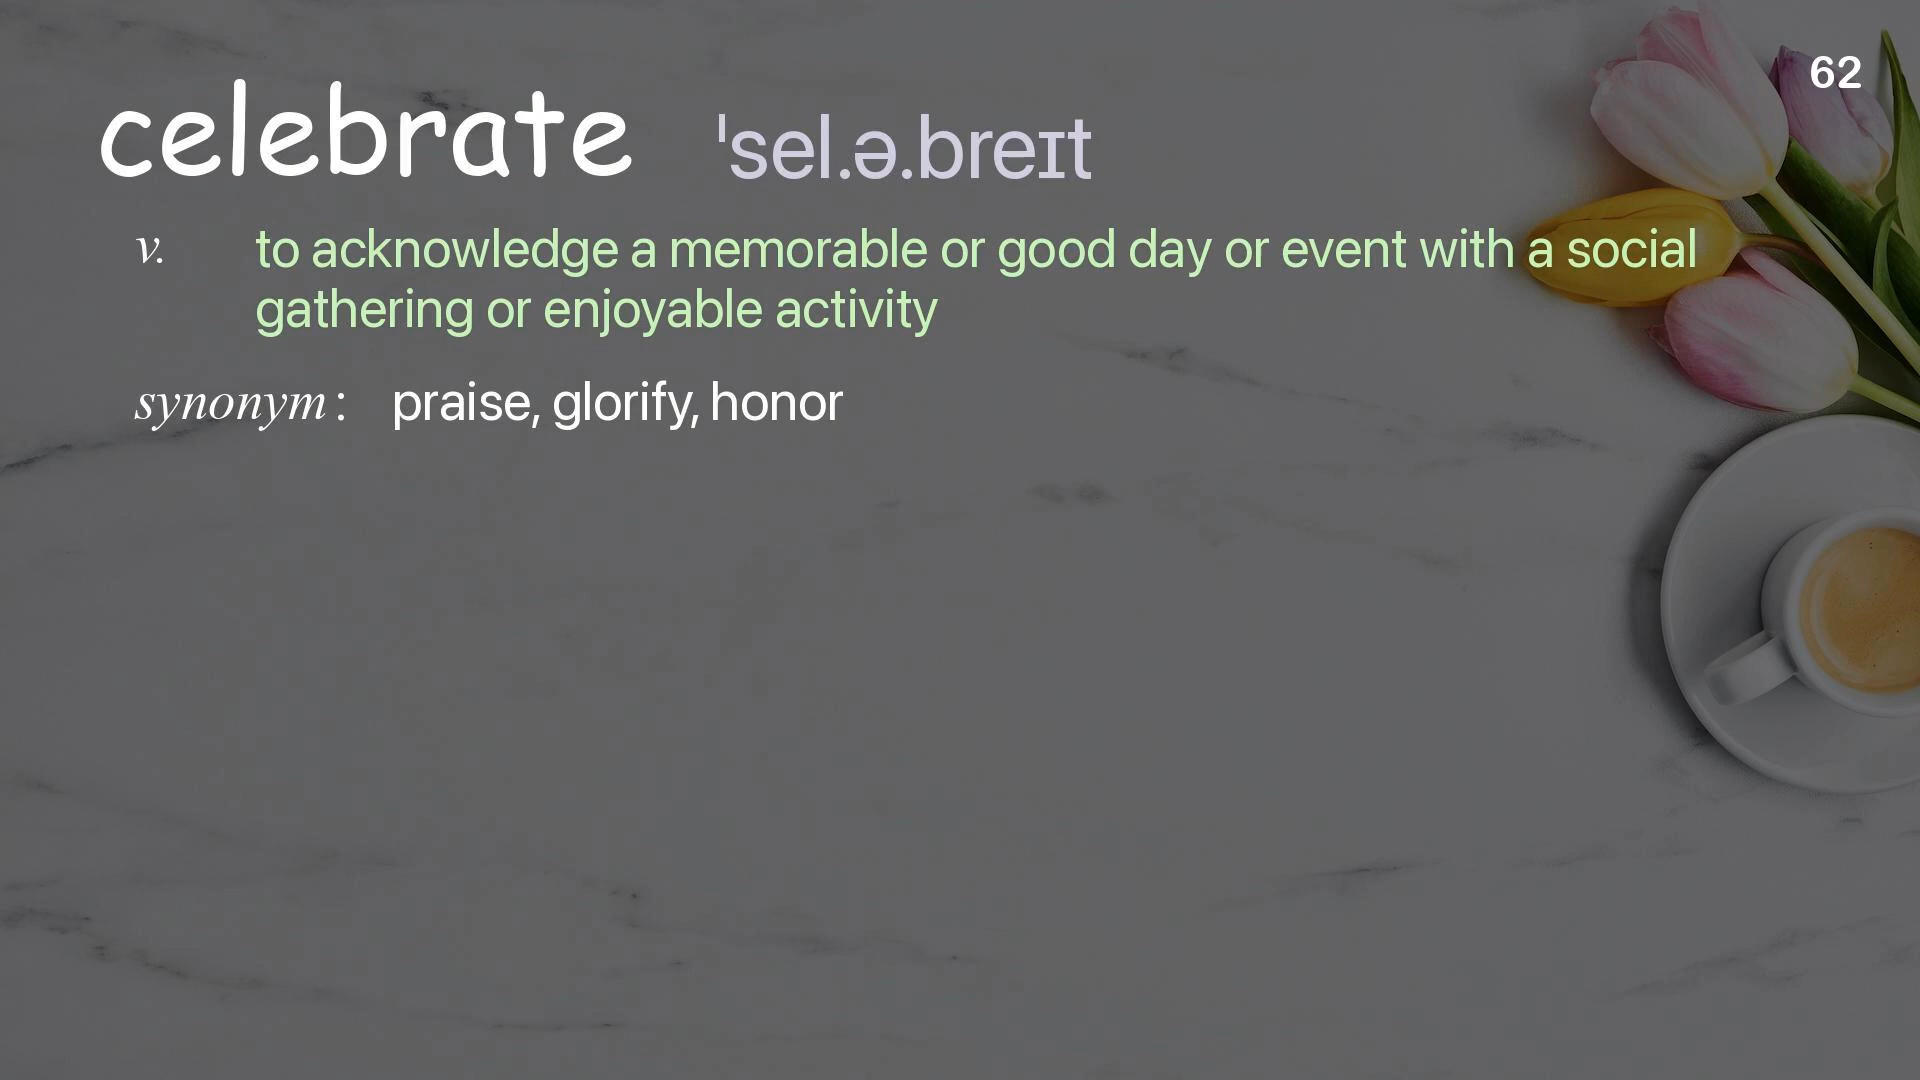 62
celebrate ˈsel.ə.breɪt
v. to acknowledge a memorable or good day or event with a social
gathering or enjoyable activity
synonym: praise, glorify, honor